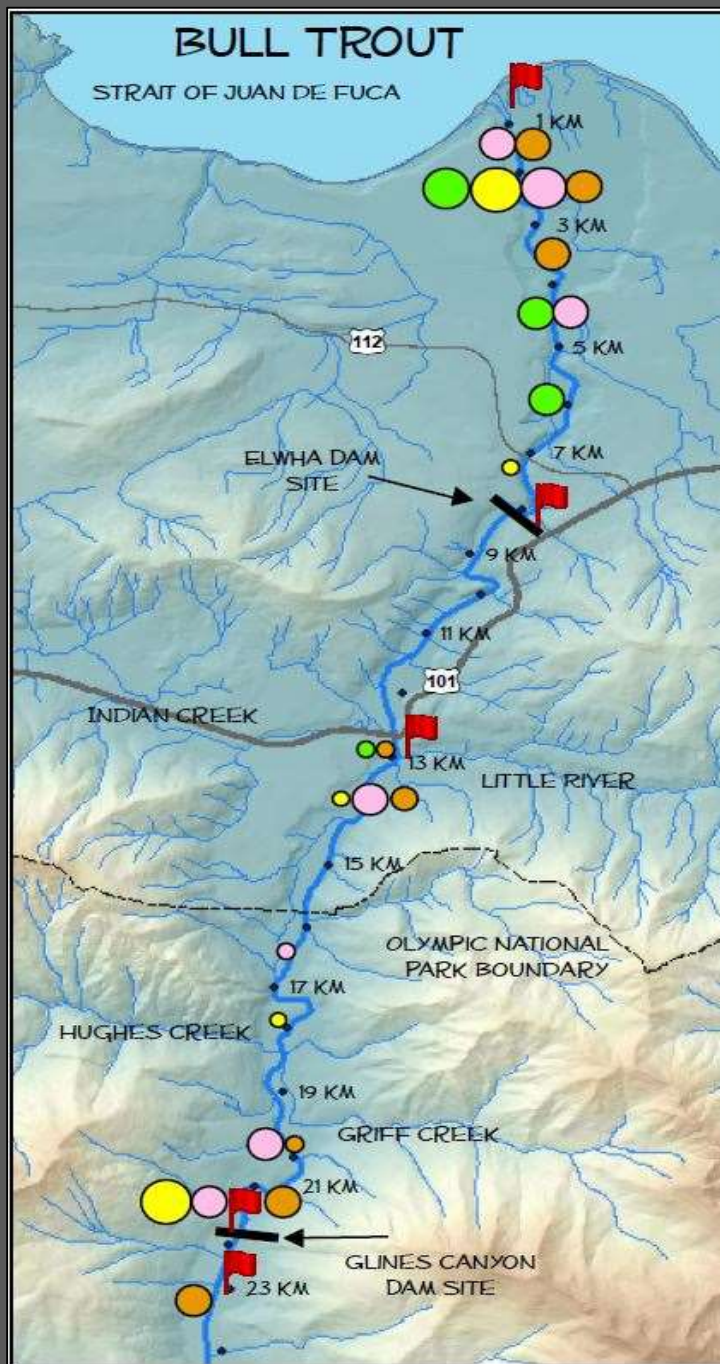 BULL TROUT
STRAIT OF JUAN DE FUCA
1 KM
3 KM
112
5 KM
7 KM
ELWHA DAM
SITE
9 KM
11 KM
101
INDIAN CREEK
13 KM
LITTLE RIVER
15 KM
OLYMPIC NATIONAL
PARK BOUNDARY
17 KM
HUGHES CREEK
19 KM
GRIFF CREEK
21 KM
GLINES CANYON
DAM SITE
23 KM